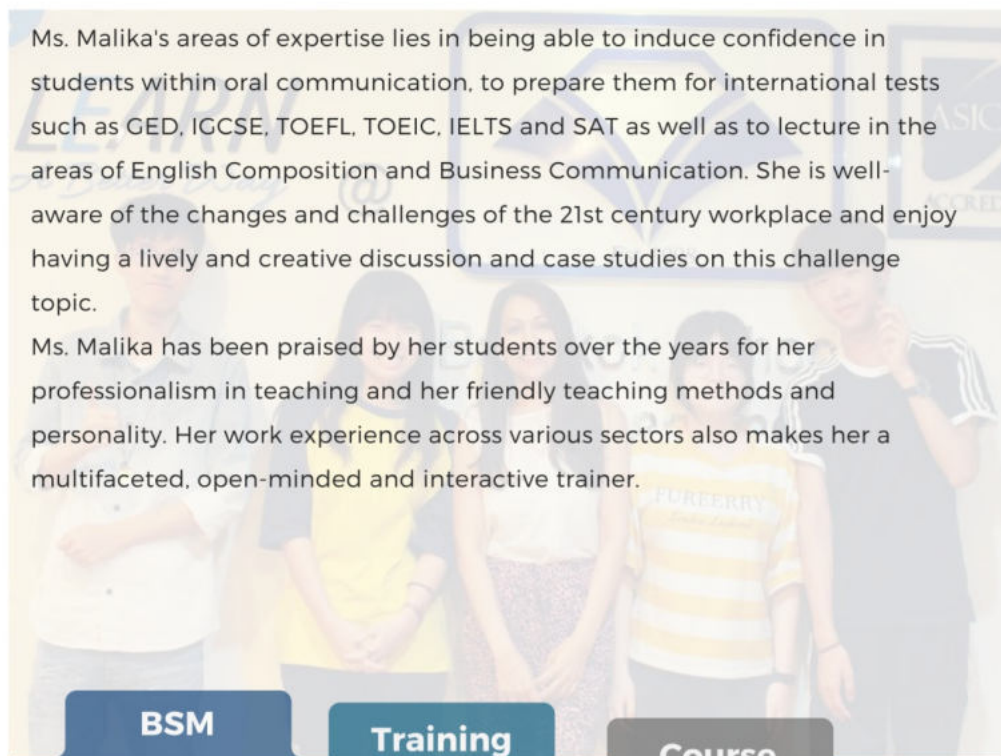 Ms. Malika's areas of expertise lies in being able to induce confidence in
students within oral communication, to prepare them for international tests
such as GED, IGCSE, TOEFL, TOEIC, IELTS and SAT as well as to lecture in the
areas of English Composition and Business Communication. She is well-
aware of the changes and challenges of the 21st century workplace and enjoy
having a lively and creative discussion and case studies on this challenge
topic.
Ms. Malika has been praised by her students over the years for her
professionalism in teaching and her friendly teaching methods and
personality. Her work experience across various sectors also makes her a
multifaceted, open-minded and interactive trainer.
LEARN
A Better Way @
ASIC
ACCRED
FUREERRY
BSM
Training
Course